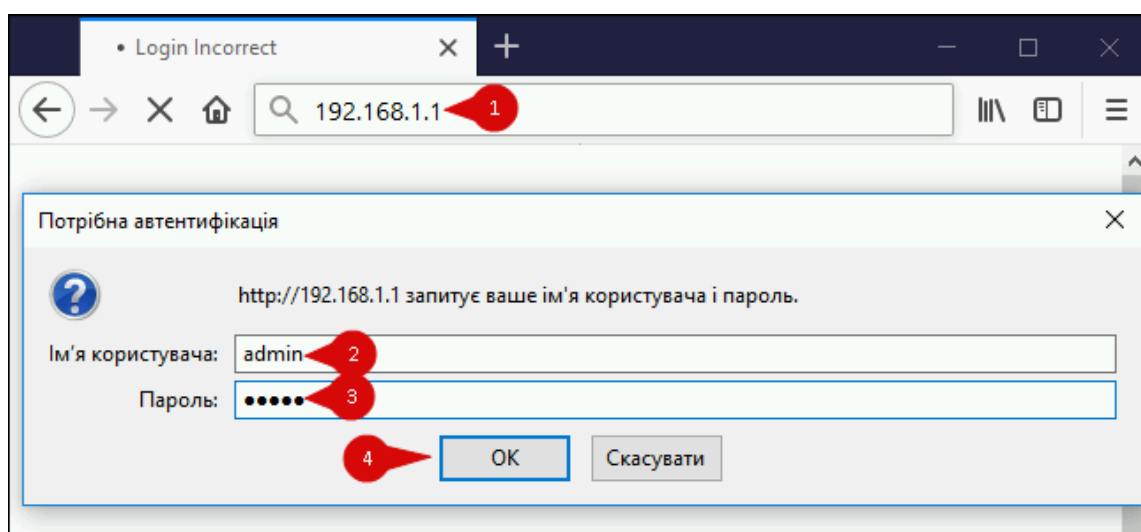 • Login Incorrect
192.168.1.1 1
Потрібна автентифікація
http://192.168.1.1 запитує ваше ім'я користувача і пароль.
Ім'я користувача: admin 2
Пароль: ••••• 3
4 OK Скасувати